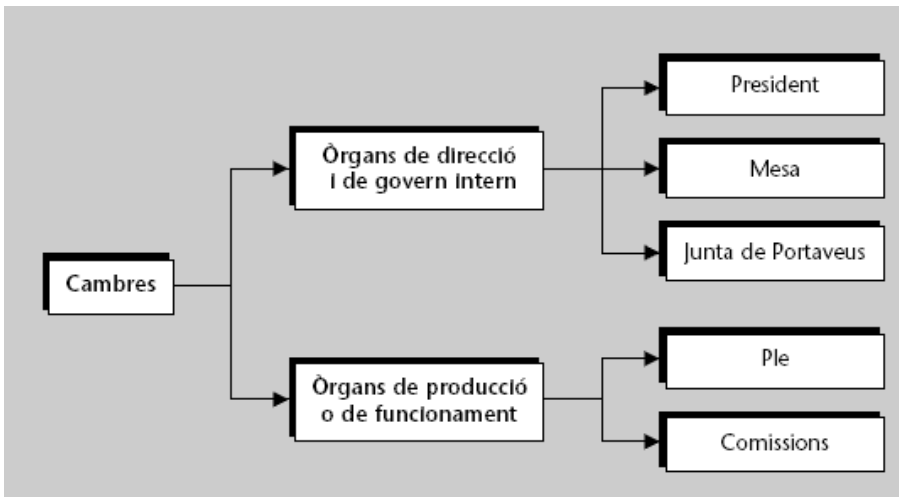 Cambres
Òrgans de direcció
i de govern intern
President
Mesa
Junta de Portaveus
Òrgans de producció
o de funcionament
Ple
Comissions